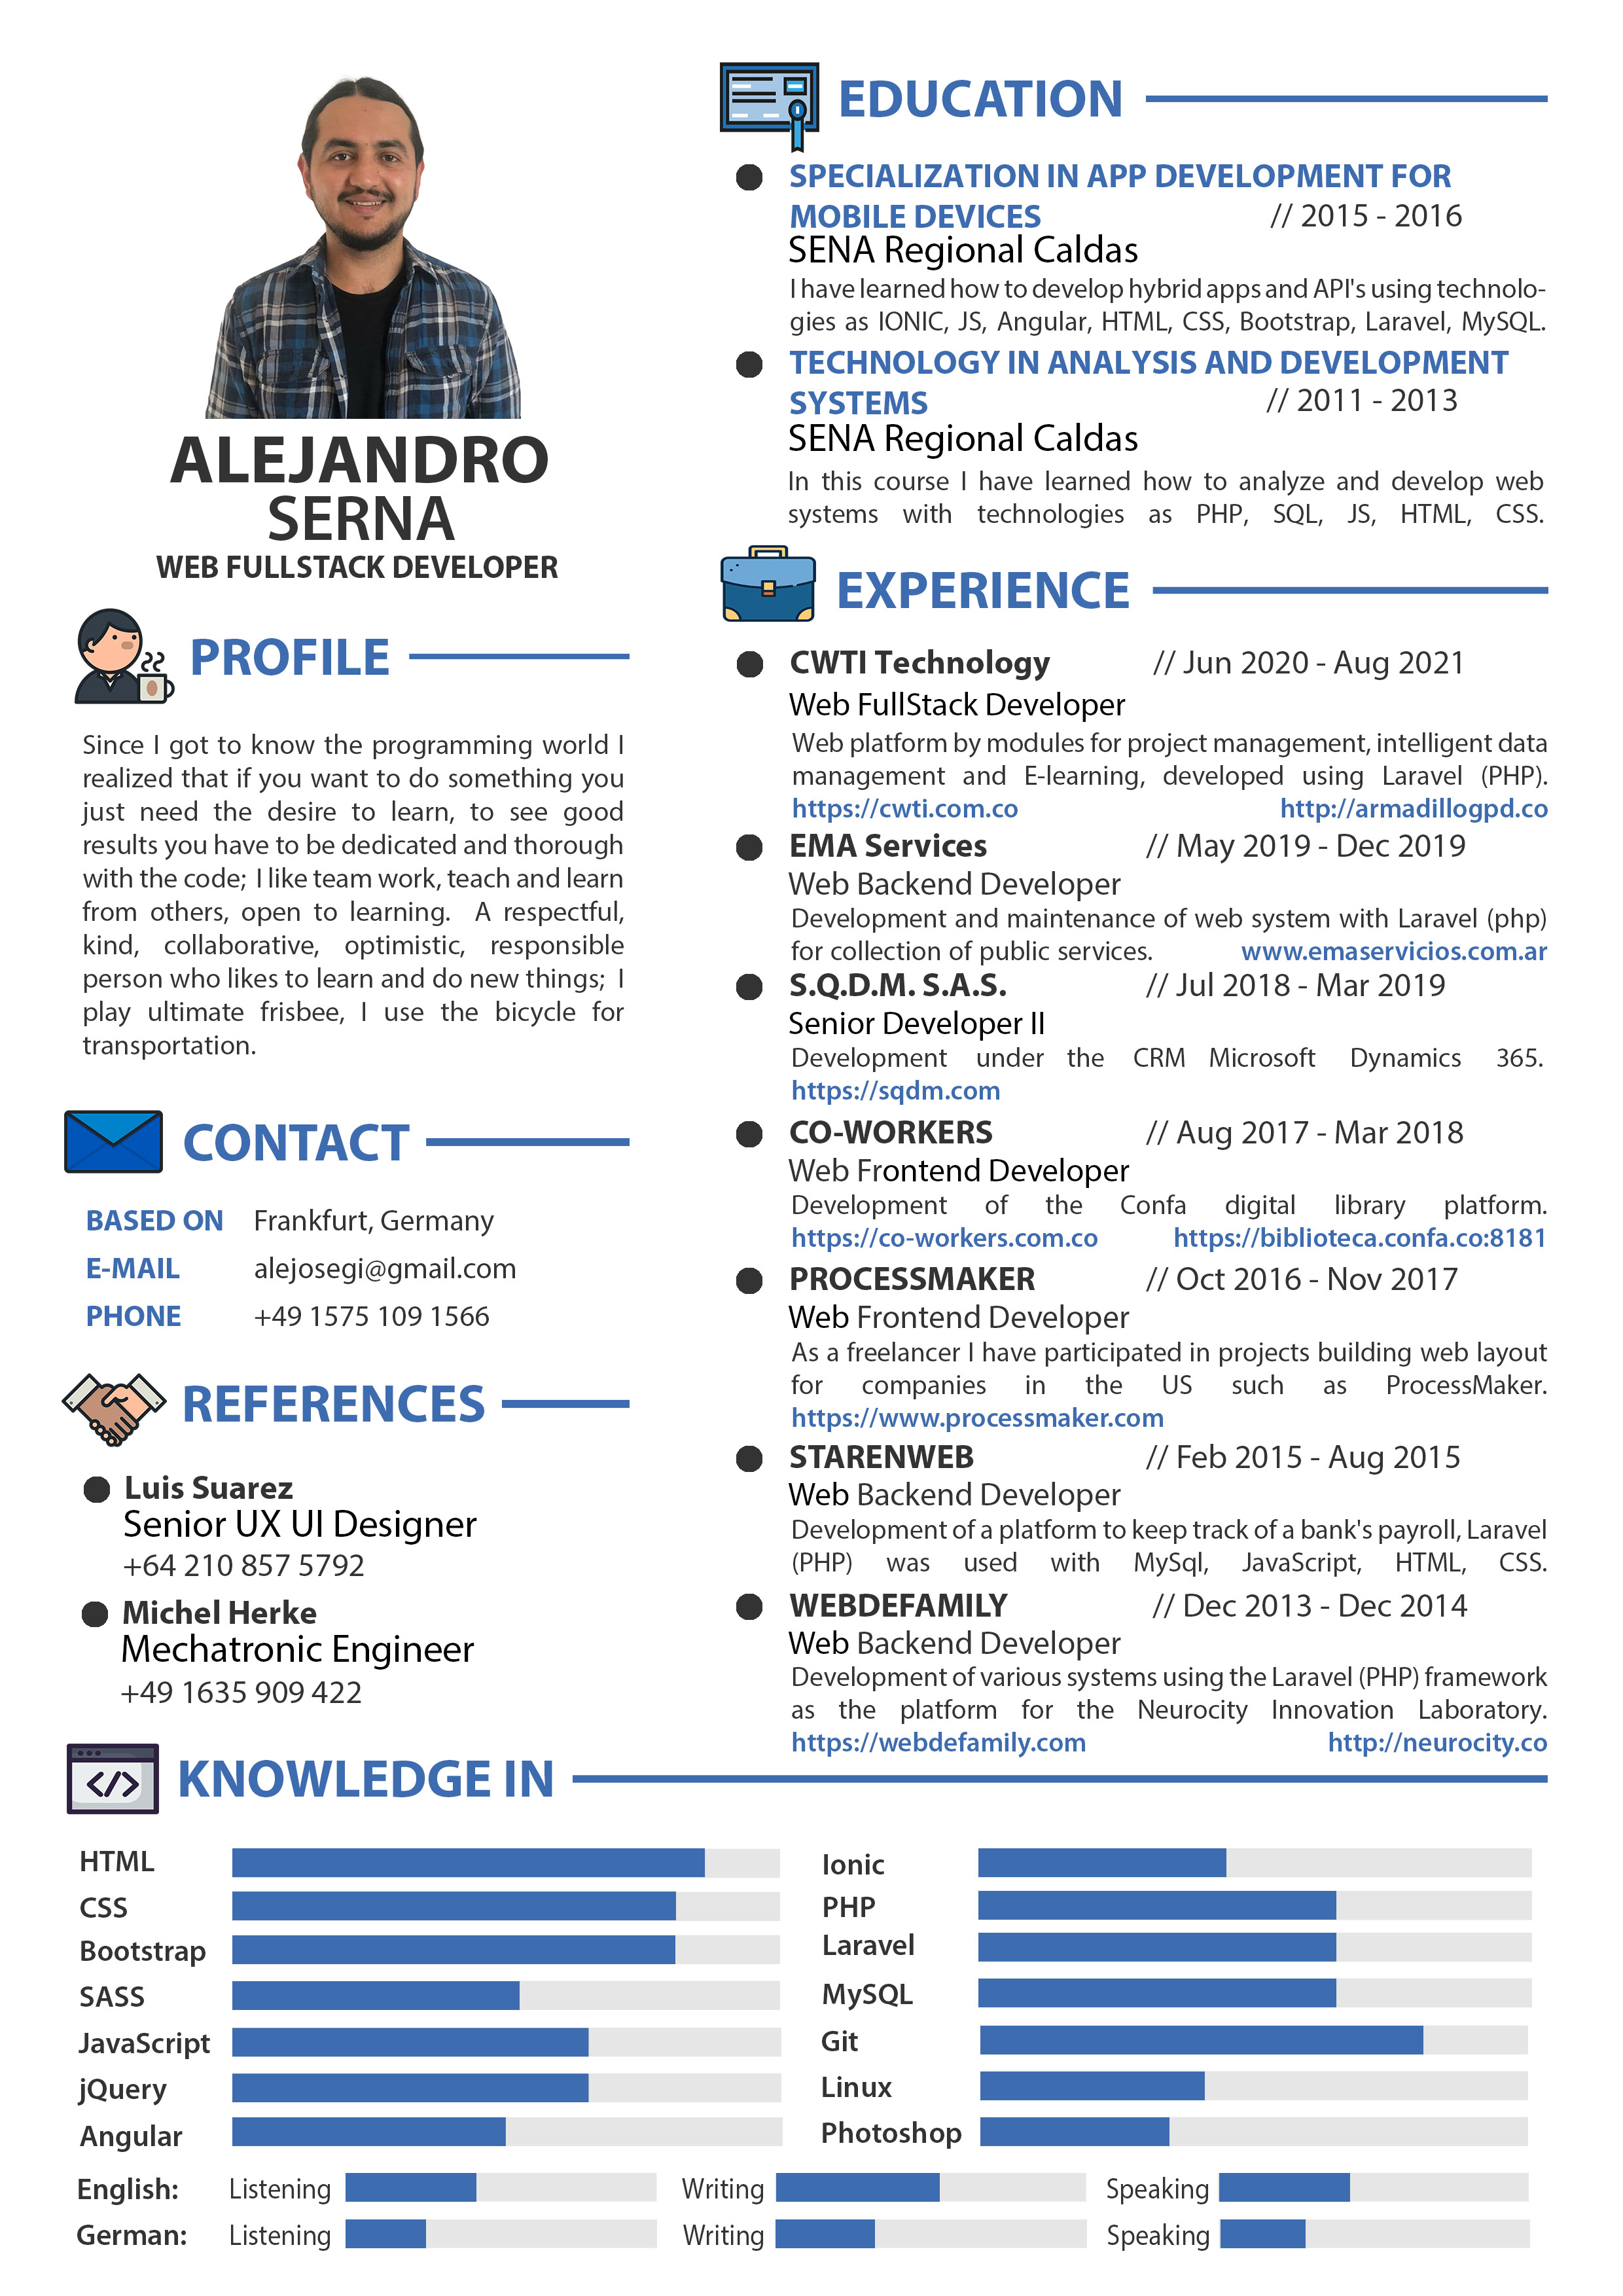 ALEJANDRO
SERNA
WEB FULLSTACK DEVELOPER
PROFILE
Since I got to know the programming world I
realized that if you want to do something you
just need the desire to learn, to see good
results you have to be dedicated and thorough
with the code; I like team work, teach and learn
from others, open to learning. A respectful,
kind, collaborative, optimistic, responsible
person who likes to learn and do new things; I
play ultimate frisbee, I use the bicycle for
transportation.
CONTACT
BASED ON Frankfurt, Germany
E-MAIL alejosegi@gmail.com
PHONE +49 1575 109 1566
REFERENCES
Luis Suarez
Senior UX UI Designer
+64 210 857 5792
Michel Herke
Mechatronic Engineer
+49 1635 909 422
EDUCATION
SPECIALIZATION IN APP DEVELOPMENT FOR
MOBILE DEVICES // 2015 - 2016
SENA Regional Caldas
I have learned how to develop hybrid apps and API's using technolo-
gies as IONIC, JS, Angular, HTML, CSS, Bootstrap, Laravel, MySQL.
TECHNOLOGY IN ANALYSIS AND DEVELOPMENT
SYSTEMS // 2011 - 2013
SENA Regional Caldas
In this course I have learned how to analyze and develop web
systems with technologies as PHP, SQL, JS, HTML, CSS.
EXPERIENCE
CWTI Technology // Jun 2020 - Aug 2021
Web FullStack Developer
Web platform by modules for project management, intelligent data
management and E-learning, developed using Laravel (PHP).
https://cwti.com.co http://armadillogpd.co
EMA Services // May 2019 - Dec 2019
Web Backend Developer
Development and maintenance of web system with Laravel (php)
for collection of public services. www.emaservicios.com.ar
S.Q.D.M. S.A.S. // Jul 2018 - Mar 2019
Senior Developer II
Development under the CRM Microsoft Dynamics 365.
https://sqdm.com
CO-WORKERS // Aug 2017 - Mar 2018
Web Frontend Developer
Development of the Confa digital library platform.
https://co-workers.com.co https://biblioteca.confa.co:8181
PROCESSMAKER // Oct 2016 - Nov 2017
Web Frontend Developer
As a freelancer I have participated in projects building web layout
for companies in the US such as ProcessMaker.
https://www.processmaker.com
STARENWEB // Feb 2015 - Aug 2015
Web Backend Developer
Development of a platform to keep track of a bank's payroll, Laravel
(PHP) was used with MySql, JavaScript, HTML, CSS.
WEBDEFAMILY // Dec 2013 - Dec 2014
Web Backend Developer
Development of various systems using the Laravel (PHP) framework
as the platform for the Neurocity Innovation Laboratory.
https://webdefamily.com http://neurocity.co
KNOWLEDGE IN
HTML
CSS
Bootstrap
SASS
JavaScript
jQuery
Angular
Ionic
PHP
Laravel
MySQL
Git
Linux
Photoshop
English: Listening Writing Speaking
German: Listening Writing Speaking